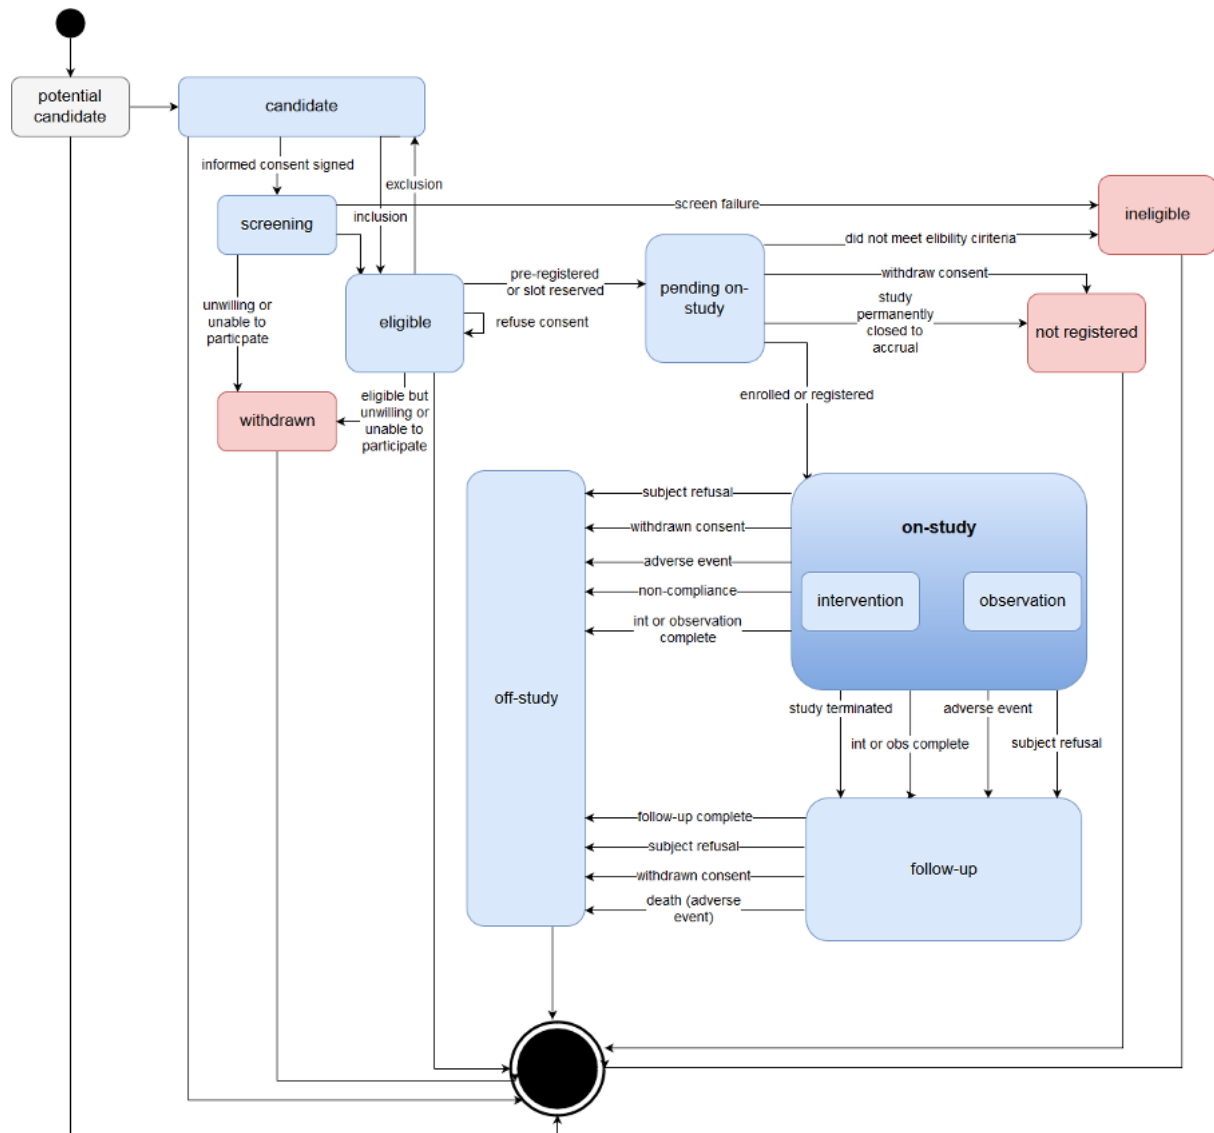 potential
candidate
candidate
informed consent signed
exclusion
screening
inclusion
screen failure
ineligible
did not meet elibility ciriteria
pre-registered
or slot reserved
pending on-
study
withdraw consent
eligible
refuse consent
study
permanently
closed to
accrual
not registered
unwilling or
unable to
particpate
withdrawn
eligible but
unwilling or
unable to
participate
enrolled or registered
subject refusal
withdrawn consent
adverse event
non-compliance
int or observation
complete
on-study
intervention
observation
off-study
study terminated
int or obs complete
adverse event
subject refusal
follow-up complete
subject refusal
withdrawn consent
death (adverse
event)
follow-up